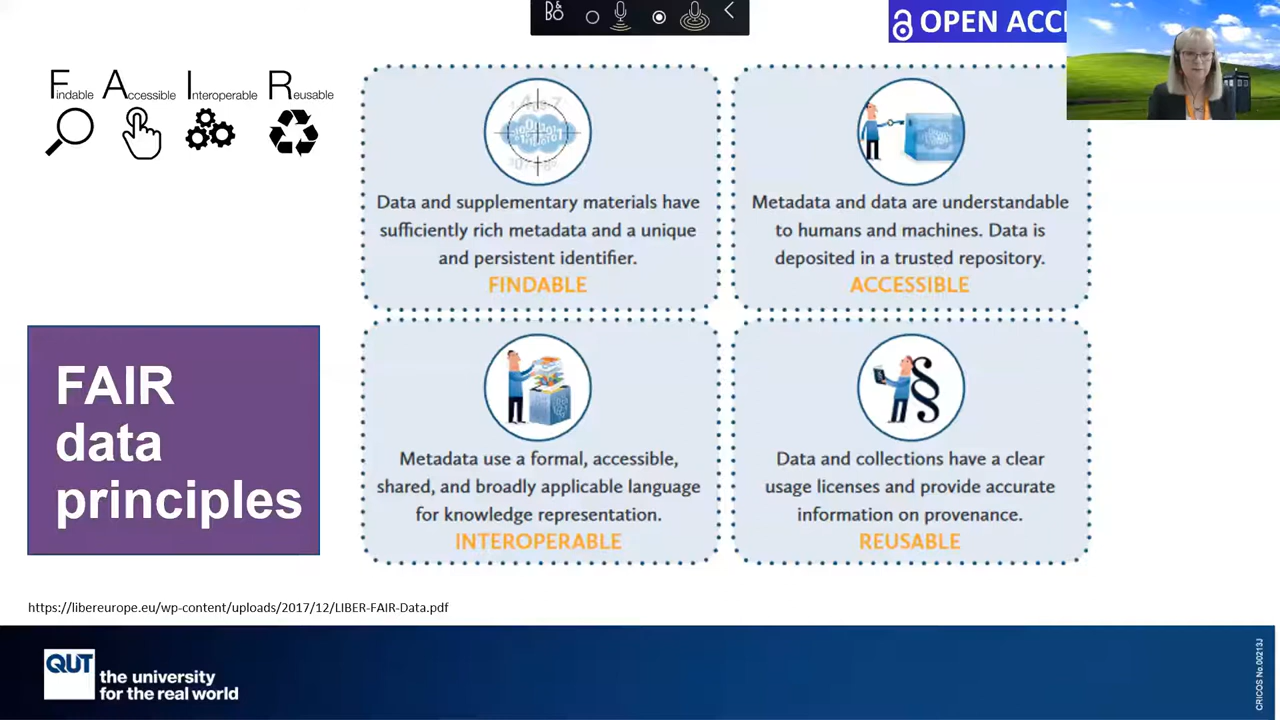 OPEN ACC
Findable Accessible Interoperable Reusable
Data and supplementary materials have
sufficiently rich metadata and a unique
and persistent identifier.
FINDABLE
Metadata and data are understandable
to humans and machines. Data is
deposited in a trusted repository.
ACCESSIBLE
FAIR
data
principles
Metadata use a formal, accessible,
shared, and broadly applicable language
for knowledge representation.
INTEROPERABLE
Data and collections have a clear
usage licenses and provide accurate
information on provenance.
REUSABLE
https://libereurope.eu/wp-content/uploads/2017/12/LIBER-FAIR-Data.pdf
QUT
the university
for the real world
CRICOS No.00213J